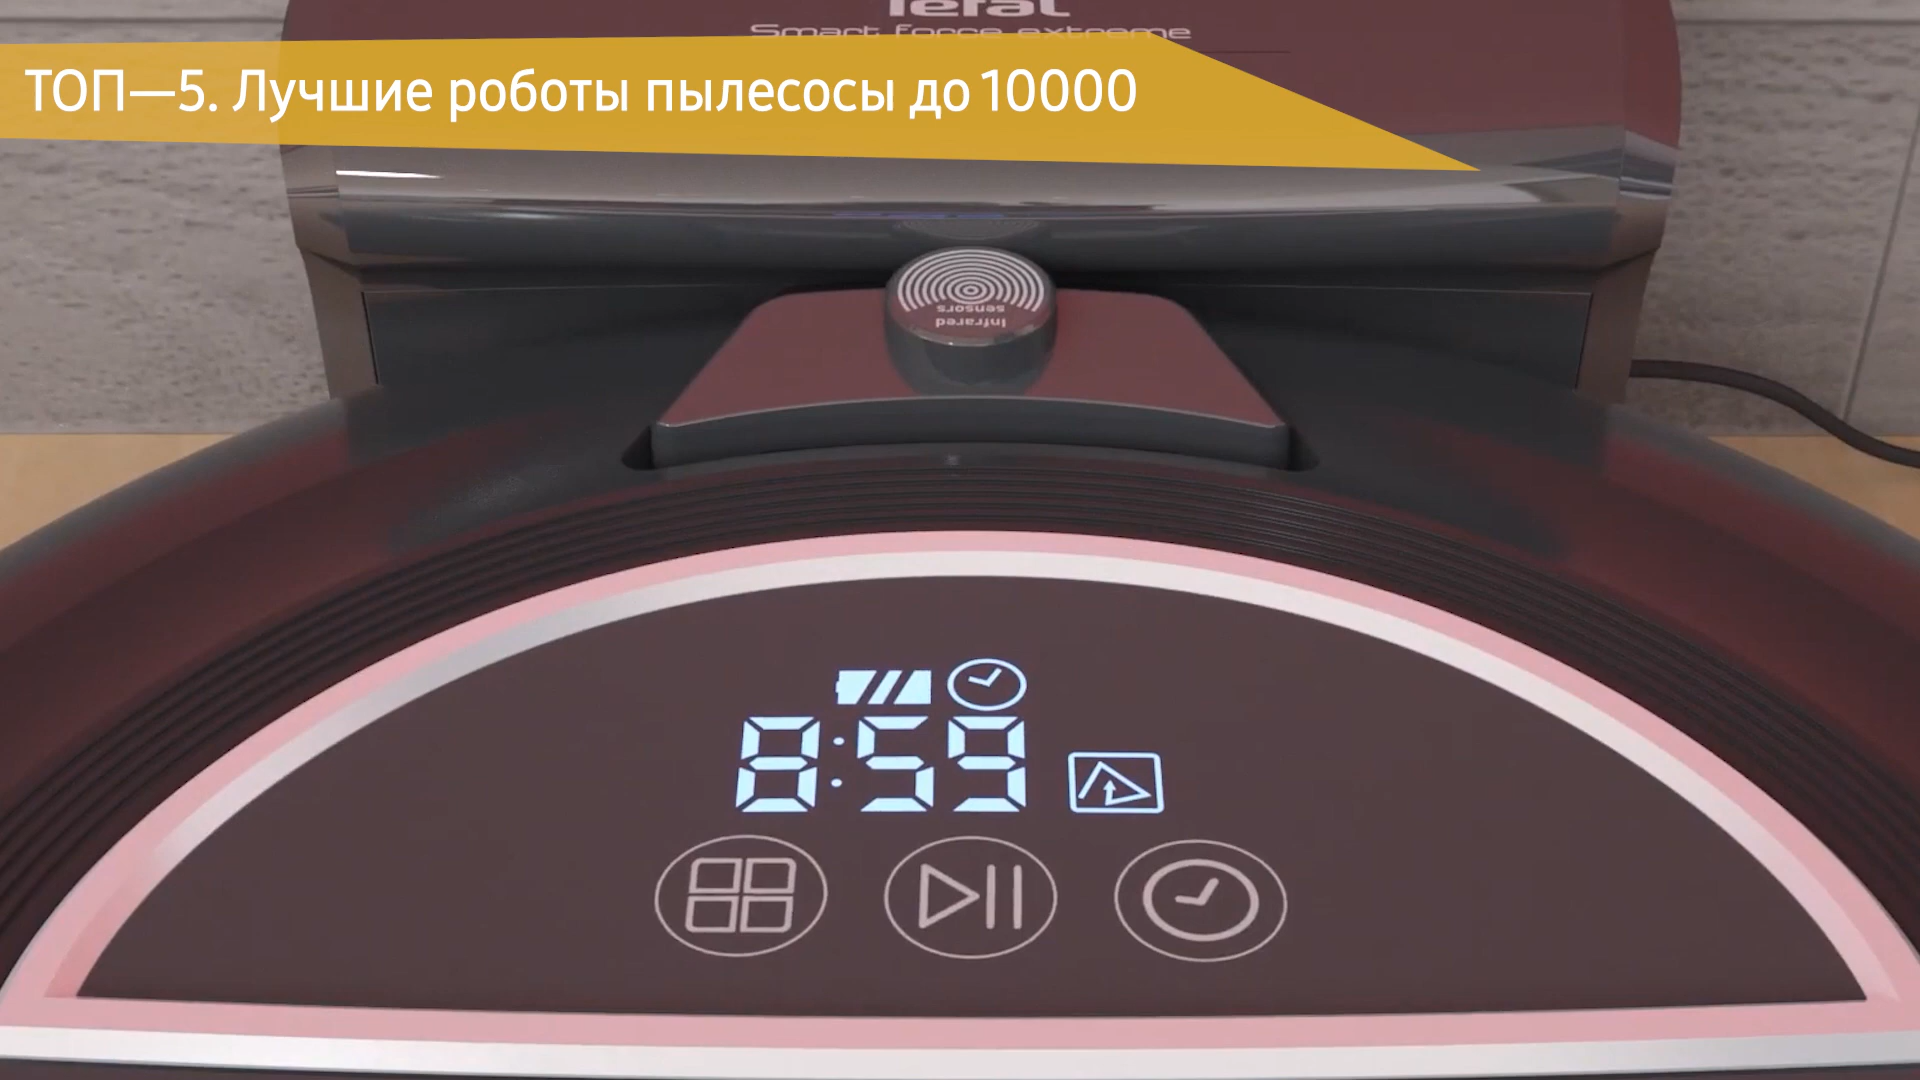 Tefal
Smart force extreme
ТОП—5. Лучшие роботы пылесосы до 10000
Infrared
sensors
8:59